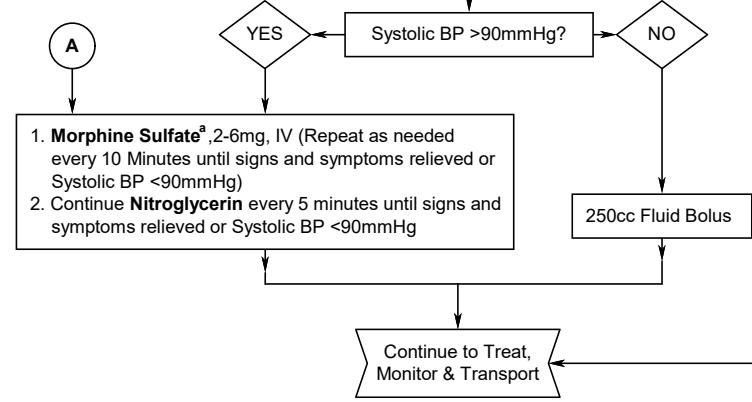 A
YES
Systolic BP >90mmHg?
NO
1. Morphine Sulfateᵃ,2-6mg, IV (Repeat as needed
every 10 Minutes until signs and symptoms relieved or
Systolic BP <90mmHg)
2. Continue Nitroglycerin every 5 minutes until signs and
symptoms relieved or Systolic BP <90mmHg
250cc Fluid Bolus
Continue to Treat,
Monitor & Transport